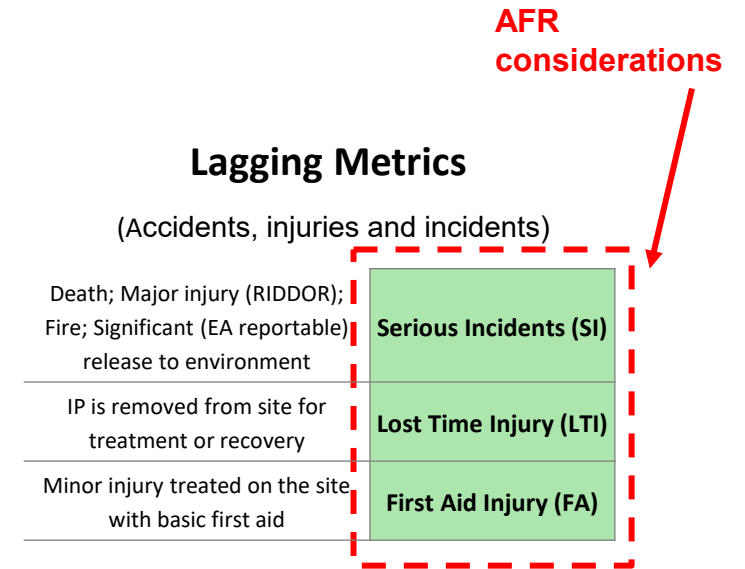 AFR
considerations
Lagging Metrics
(Accidents, injuries and incidents)
Death; Major injury (RIDDOR);
Fire; Significant (EA reportable)
release to environment
Serious Incidents (SI)
IP is removed from site for
treatment or recovery
Lost Time Injury (LTI)
Minor injury treated on the site
with basic first aid
First Aid Injury (FA)